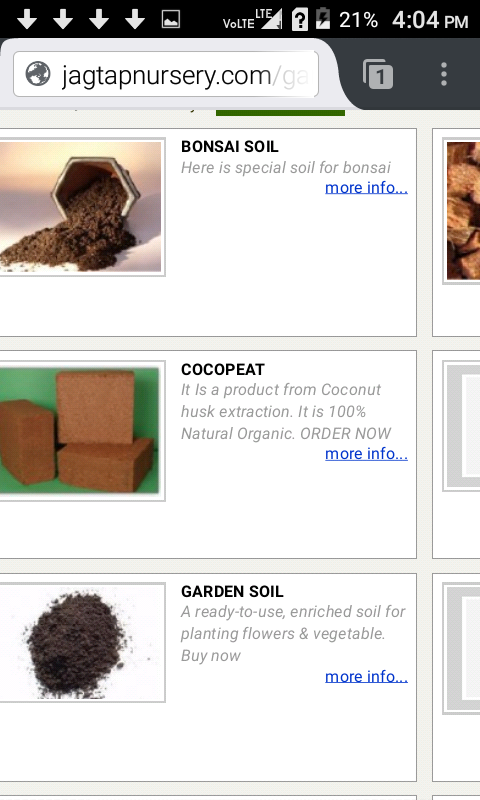 VoLTE LTE 21% 4:04 PM
jagtapnursery.com/ga
1
BONSAI SOIL
Here is special soil for bonsai
more info...
COCOPEAT
It Is a product from Coconut
husk extraction. It is 100%
Natural Organic. ORDER NOW
more info...
GARDEN SOIL
A ready-to-use, enriched soil for
planting flowers & vegetable.
Buy now
more info...